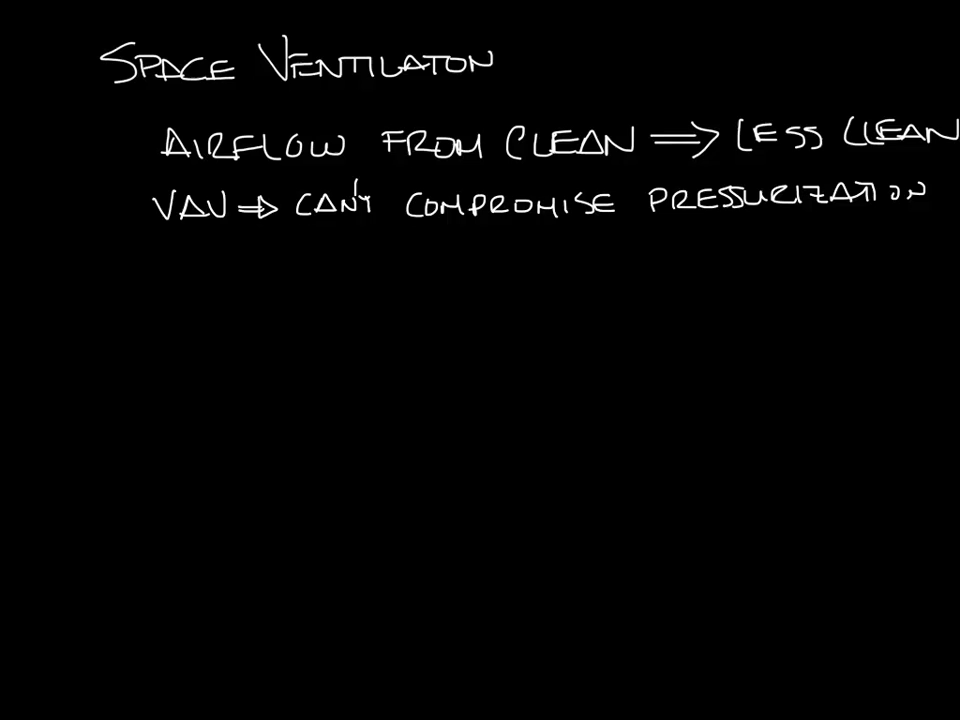 SPACE VENTILATON
AIRFLOW FROM CLEAN ⇒ LESS CLEAN
VAV ⇒ CAN'T COMPROMISE PRESSURIZATION